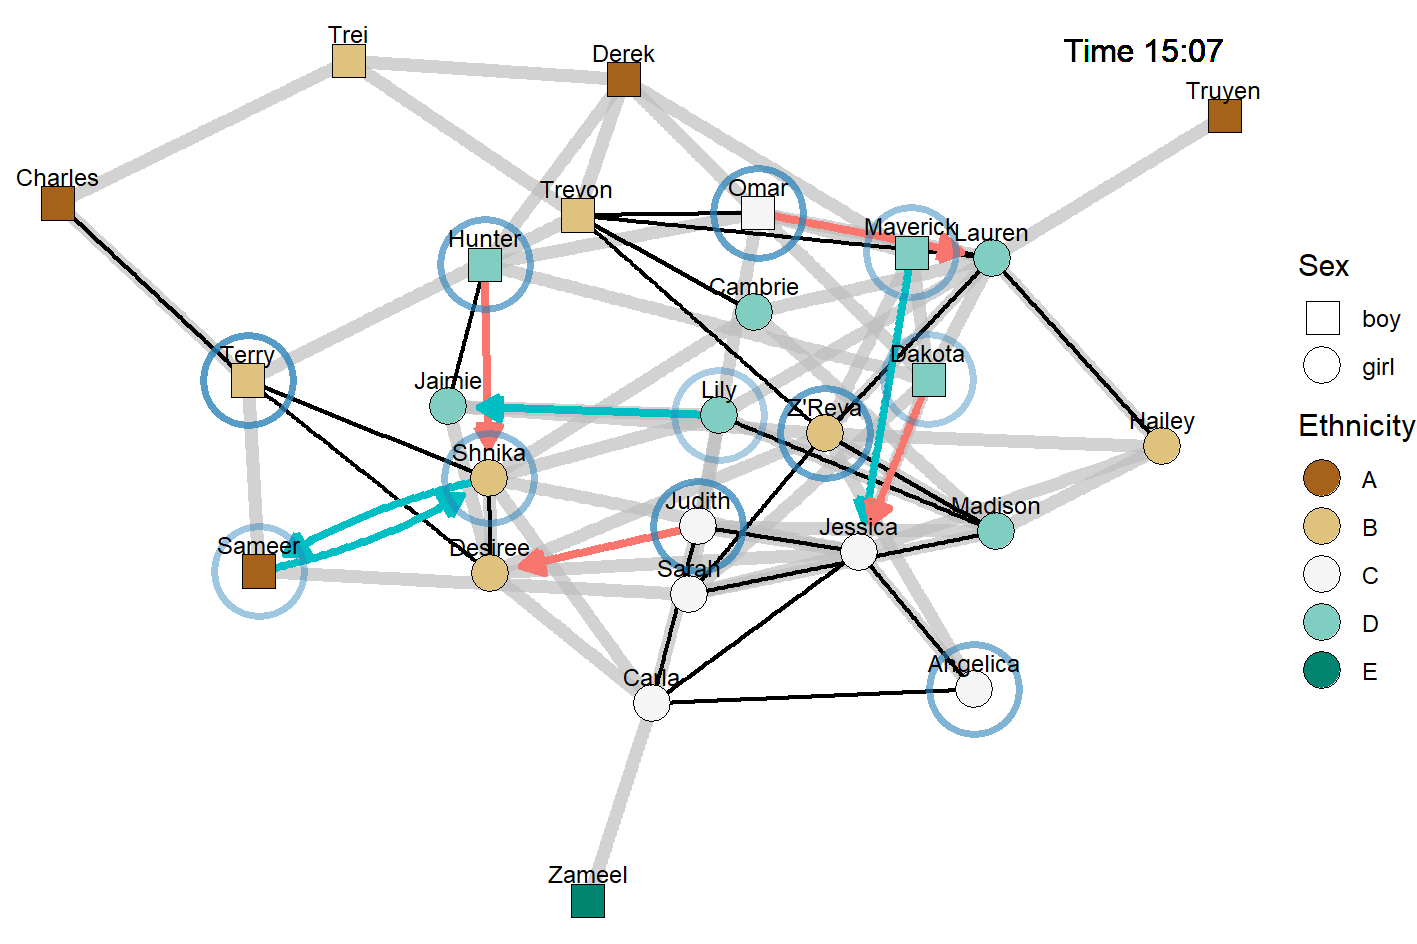 Trei
Derek
Time 15:07
Truyen
Charles
Trevon
Omar
Maverick
Lauren
Hunter
Sex
Cambrie
boy
Terry
Dakota
girl
Jaimie
Lily
Z'Reya
Hailey
Ethnicity
Shnika
A
Judith
Madison
B
Jessica
Sameer
Desiree
Sarah
C
D
Angelica
Carla
E
Zameel